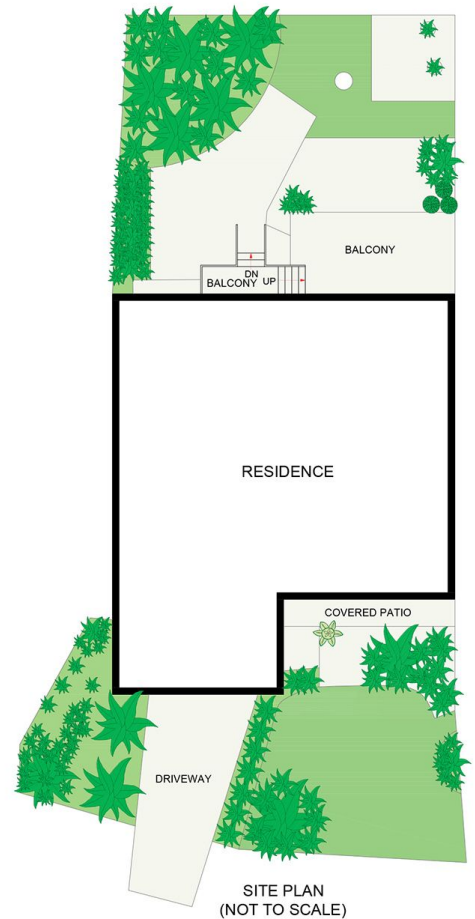 BALCONY
DN
BALCONY UP
RESIDENCE
COVERED PATIO
DRIVEWAY
SITE PLAN
(NOT TO SCALE)